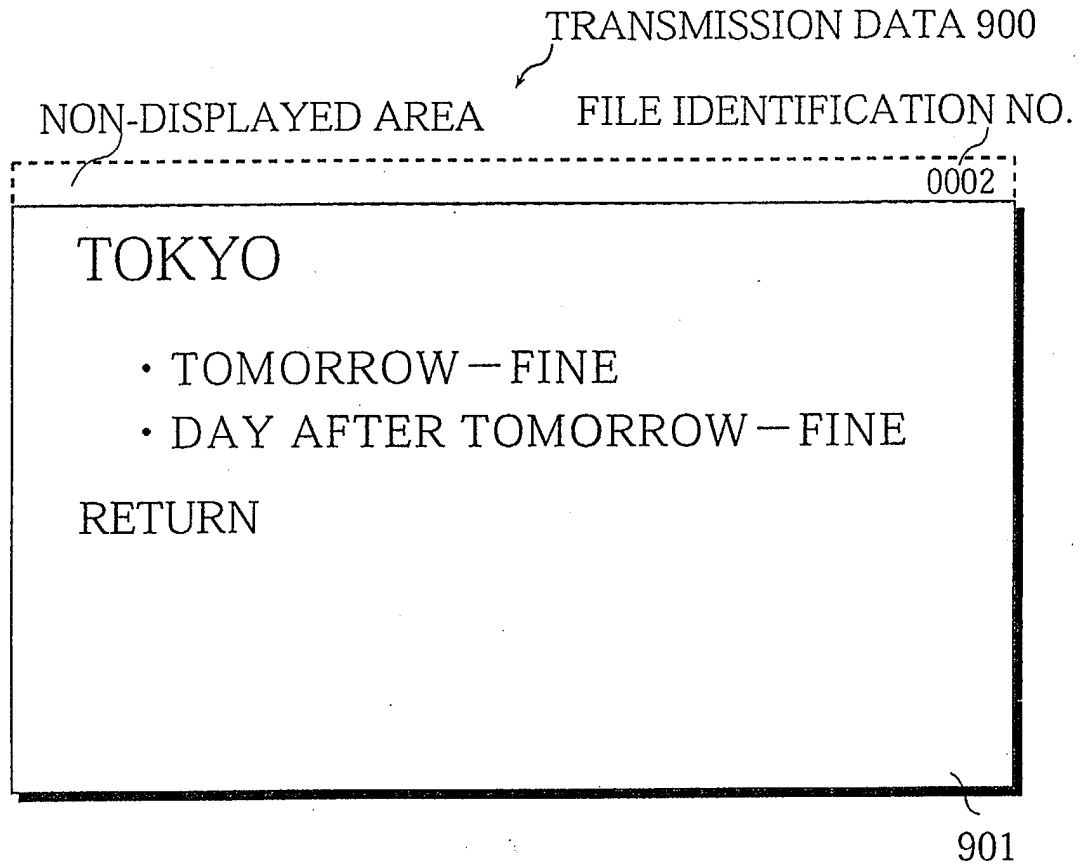 TRANSMISSION DATA 900
NON-DISPLAYED AREA
FILE IDENTIFICATION NO.
0002
TOKYO
・TOMORROW—FINE
・DAY AFTER TOMORROW—FINE
RETURN
901